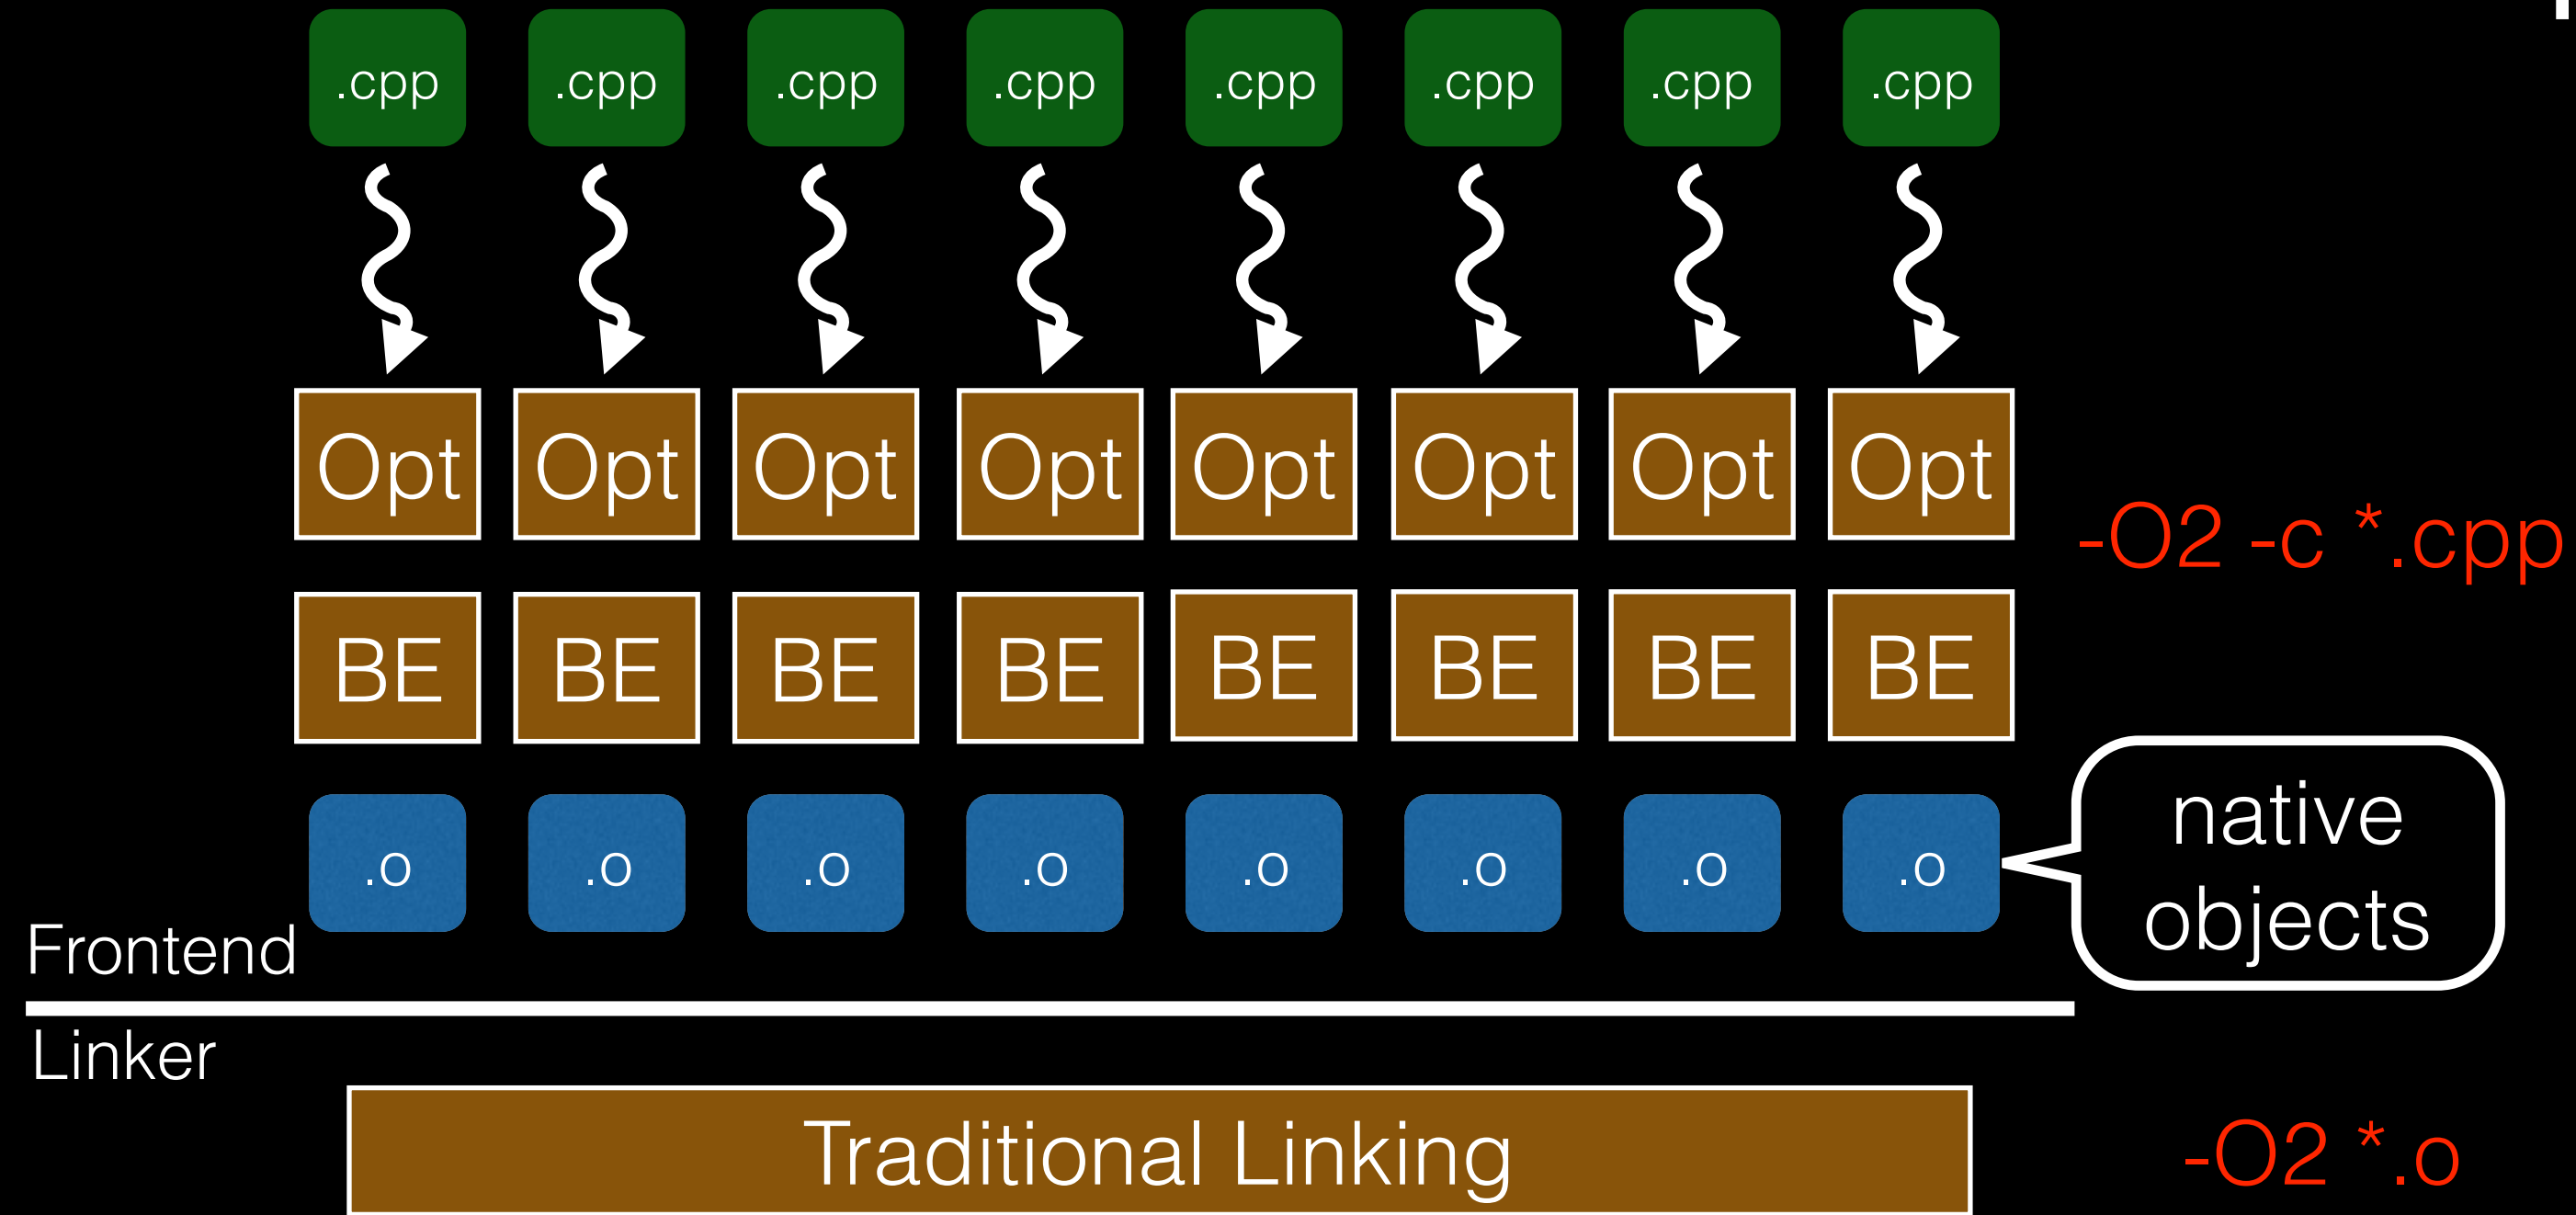 .cpp .cpp .cpp .cpp .cpp .cpp .cpp .cpp
Opt Opt Opt Opt Opt Opt Opt Opt
-O2 -c *.cpp
BE BE BE BE BE BE BE BE
.o .o .o .o .o .o .o .o
native
objects
Frontend
Linker
Traditional Linking
-O2 *.o